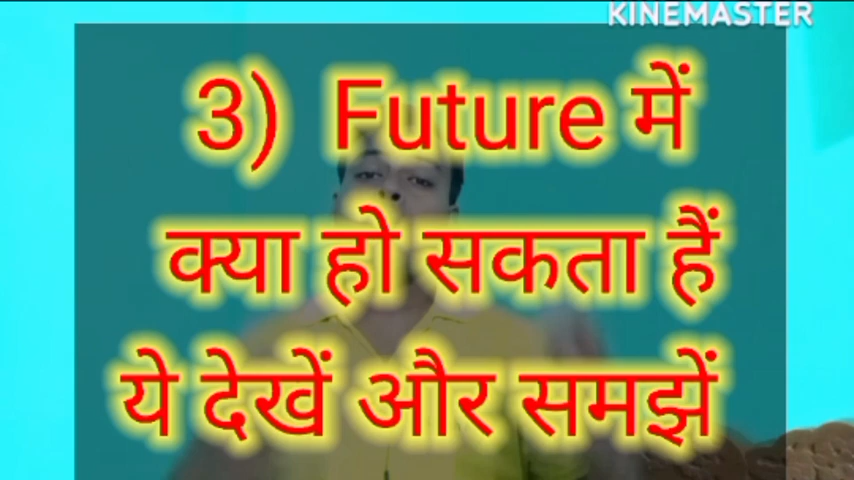 KINEMASTER
3) Future में
क्या हो सकता हैं
ये देखें और समझें